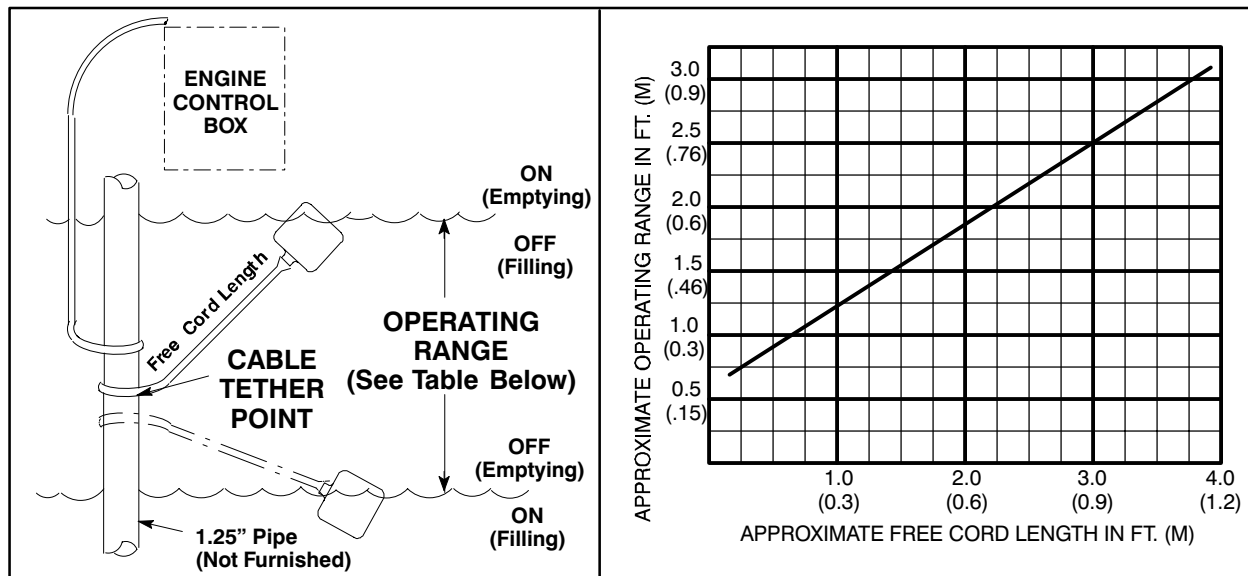 ENGINE
CONTROL
BOX
ON
(Emptying)
OFF
(Filling)
Free Cord Length
OPERATING
RANGE
(See Table Below)
CABLE
TETHER
POINT
OFF
(Emptying)
ON
(Filling)
1.25” Pipe
(Not Furnished)
APPROXIMATE OPERATING RANGE IN FT. (M)
3.0
(0.9)
2.5
(.76)
2.0
(0.6)
1.5
(.46)
1.0
(0.3)
0.5
(.15)
1.0 2.0 3.0 4.0
(0.3) (0.6) (0.9) (1.2)
APPROXIMATE FREE CORD LENGTH IN FT. (M)